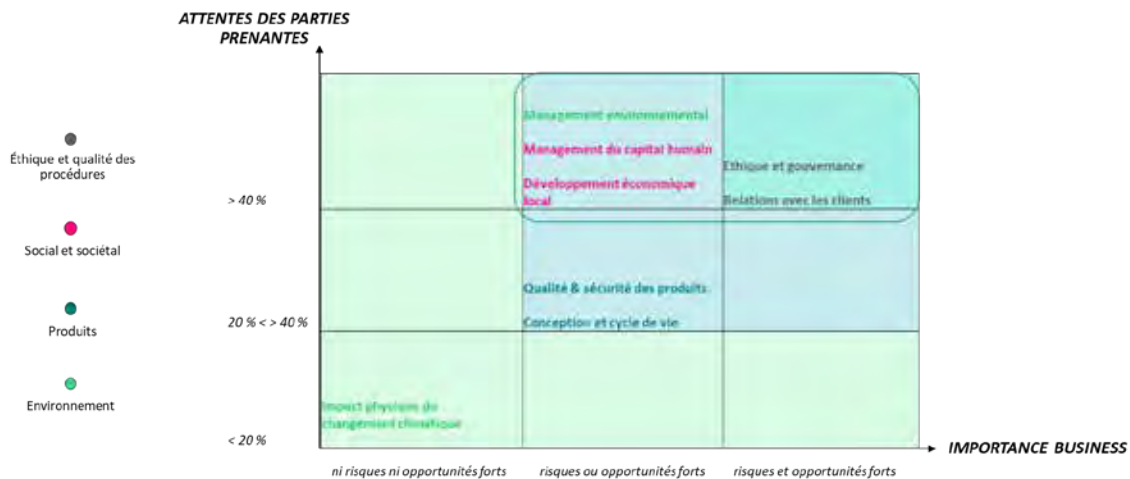 ATTENTES DES PARTIES
PRENANTES
Éthique et qualité des
procédures
Social et sociétal
Produits
Environnement
> 40 %
20 % < > 40 %
< 20 %
Management environnemental
Management du capital humain
Développement économique
local
Ethique et gouvernance
Relations avec les clients
Qualité & sécurité des produits
Conception et cycle de vie
Impact physique du
changement climatique
IMPORTANCE BUSINESS
ni risques ni opportunités forts
risques ou opportunités forts
risques et opportunités forts